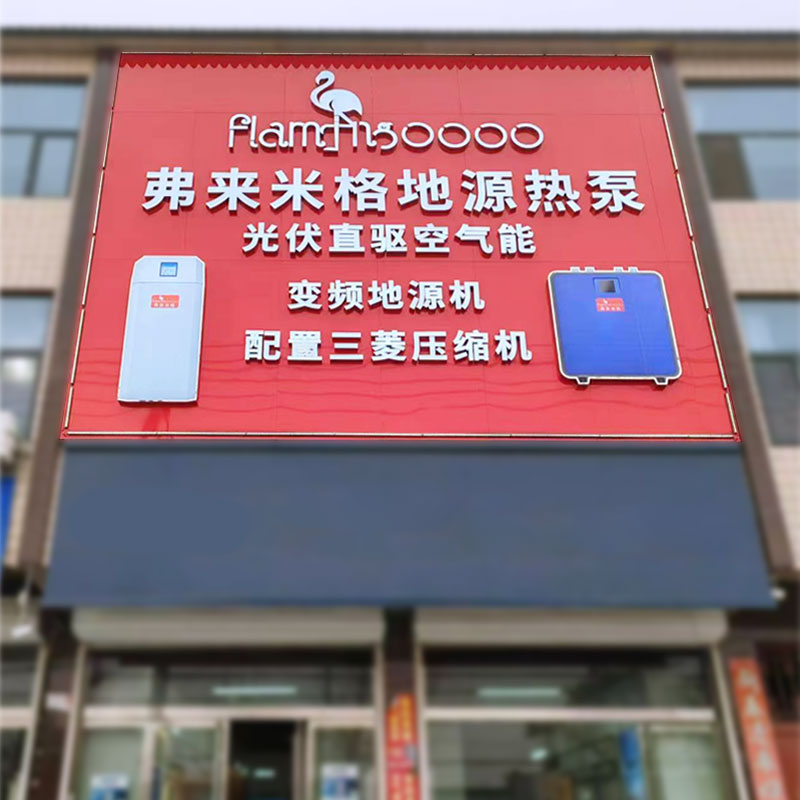 flamingoooo
弗来米格地源热泵
光伏直驱空气能
变频地源机
配置三菱压缩机